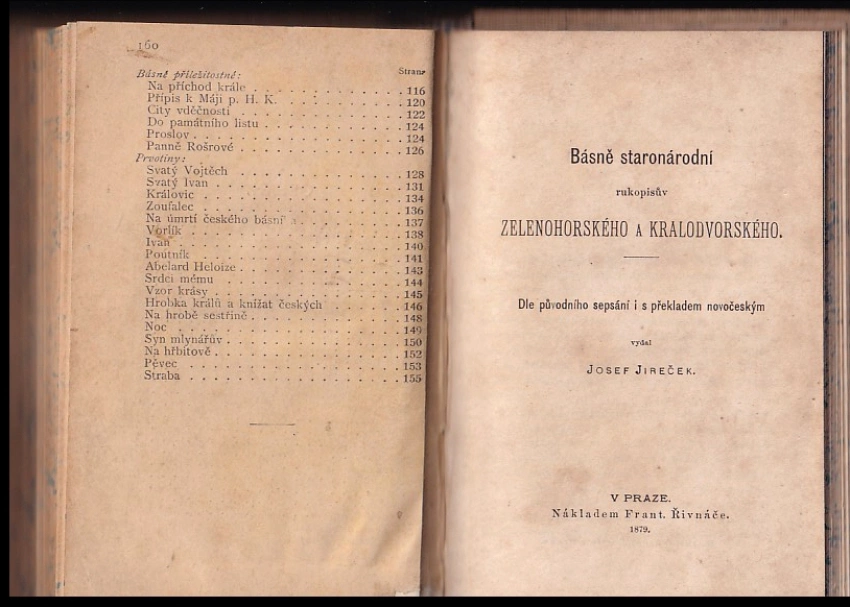 160
Básně příležitostné: Strana
Na příchod krále . . . . . . . . . . . . 116
Přípis k Máji p. H. K. . . . . . . . . . 120
City vděčnosti . . . . . . . . . . . . 122
Do památního listu . . . . . . . . . . 124
Proslov . . . . . . . . . . . . . . . 124
Panně Rošrové . . . . . . . . . . . . 126
Prvotiny:
Svatý Vojtěch . . . . . . . . . . . . 128
Svatý Ivan . . . . . . . . . . . . . 131
Královic . . . . . . . . . . . . . . 134
Zoufalec . . . . . . . . . . . . . . 136
Na úmrtí českého básní . . . . . . . . 137
Vorlík . . . . . . . . . . . . . . . 138
Ivan . . . . . . . . . . . . . . . . 140
Poutník . . . . . . . . . . . . . . 141
Abelard Heloize . . . . . . . . . . . 143
Srdci mému . . . . . . . . . . . . . 144
Vzor krásy . . . . . . . . . . . . . 145
Hrobka králů a knížat českých . . . . . 146
Na hrobě sestřině . . . . . . . . . . 148
Noc . . . . . . . . . . . . . . . . 149
Syn mlynářův . . . . . . . . . . . . 150
Na hřbitově . . . . . . . . . . . . . 152
Pěvec . . . . . . . . . . . . . . . 153
Straba . . . . . . . . . . . . . . . 155
Básně staronárodní
rukopisův
ZELENOHORSKÉHO A KRALODVORSKÉHO.
Dle původního sepsání i s překladem novočeským
vydal
JOSEF JIREČEK.
V PRAZE.
Nákladem Frant. Řivnáče.
1879.